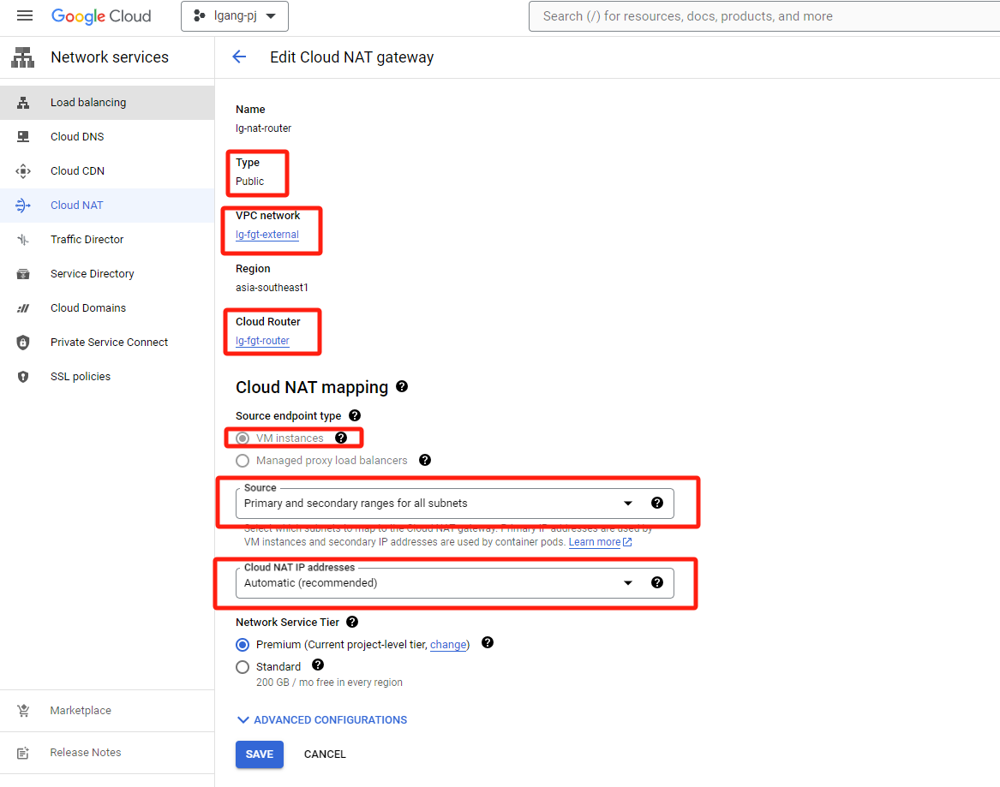 Google Cloud
lgang-pj
Search (/) for resources, docs, products, and more
Network services
Edit Cloud NAT gateway
Load balancing
Cloud DNS
Cloud CDN
Cloud NAT
Traffic Director
Service Directory
Cloud Domains
Private Service Connect
SSL policies
Marketplace
Release Notes
Name
lg-nat-router
Type
Public
VPC network
lg-fgt-external
Region
asia-southeast1
Cloud Router
lg-fgt-router
Cloud NAT mapping
Source endpoint type
VM instances
Managed proxy load balancers
Source
Primary and secondary ranges for all subnets
Select which subnets to map to the Cloud NAT gateway. Primary IP addresses are used by
VM instances and secondary IP addresses are used by container pods. Learn more
Cloud NAT IP addresses
Automatic (recommended)
Network Service Tier
Premium (Current project-level tier, change)
Standard
200 GB / mo free in every region
ADVANCED CONFIGURATIONS
SAVE
CANCEL